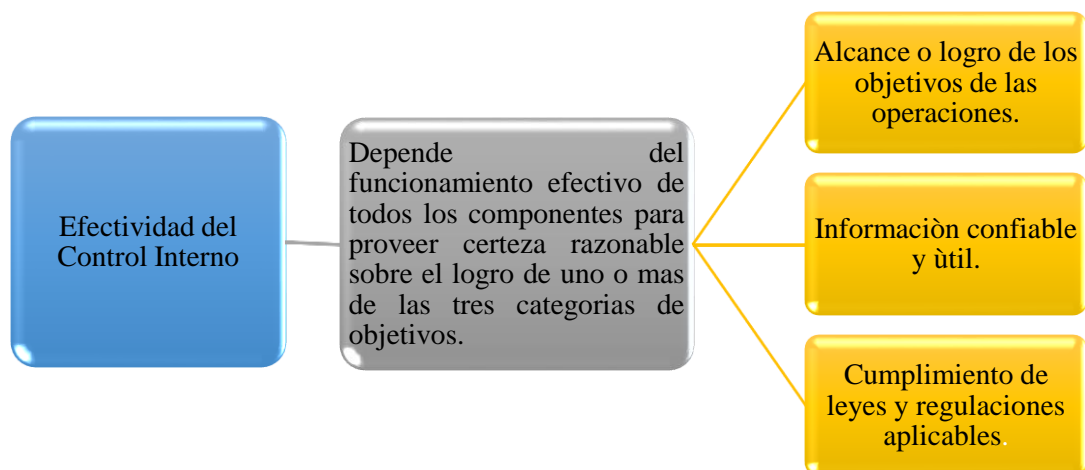 Efectividad del
Control Interno
Depende del
funcionamiento efectivo de
todos los componentes para
proveer certeza razonable
sobre el logro de uno o mas
de las tres categorias de
objetivos.
Alcance o logro de los
objetivos de las
operaciones.
Informaciòn confiable
y ùtil.
Cumplimiento de
leyes y regulaciones
aplicables.